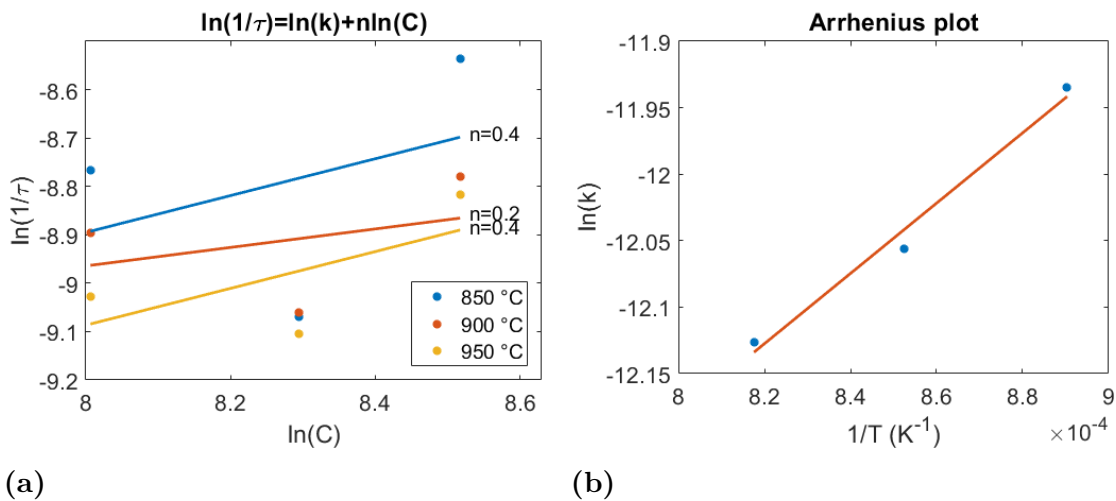 ln(1/τ)=ln(k)+nln(C)
ln(1/τ)
-8.6
-8.7
-8.8
-8.9
-9
-9.1
-9.2
n=0.4
n=0.2
n=0.4
850 °C
900 °C
950 °C
8
8.2
8.4
8.6
ln(C)
(a)
Arrhenius plot
ln(k)
-11.9
-11.95
-12
-12.05
-12.1
-12.15
8
8.2
8.4
8.6
8.8
9
1/T (K⁻¹)
×10⁻⁴
(b)